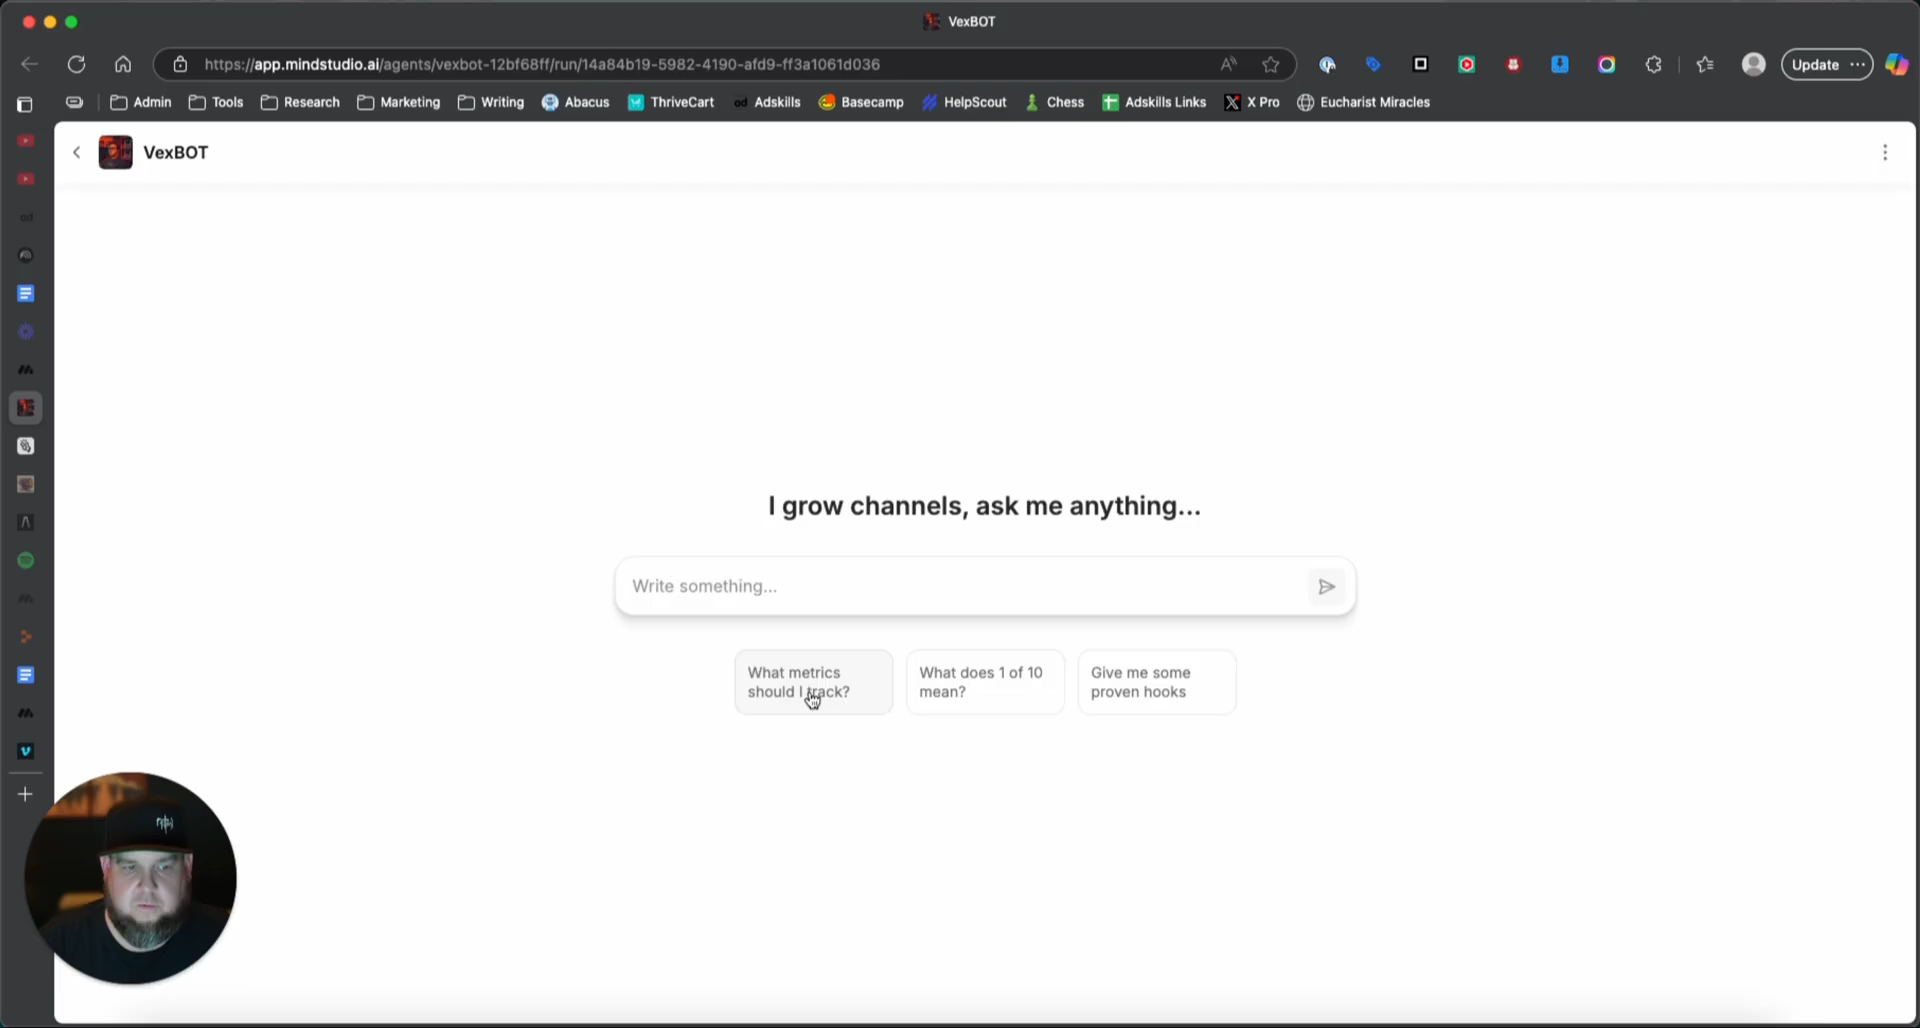 VexBOT
https://app.mindstudio.ai/agents/vexbot-12bf68ff/run/14a84b19-5982-4190-afd9-ff3a1061d036
Update
Admin Tools Research Marketing Writing Abacus ThriveCart Adskills Basecamp HelpScout Chess Adskills Links X Pro Eucharist Miracles
VexBOT
I grow channels, ask me anything...
Write something...
What metrics
should I track?
What does 1 of 10
mean?
Give me some
proven hooks